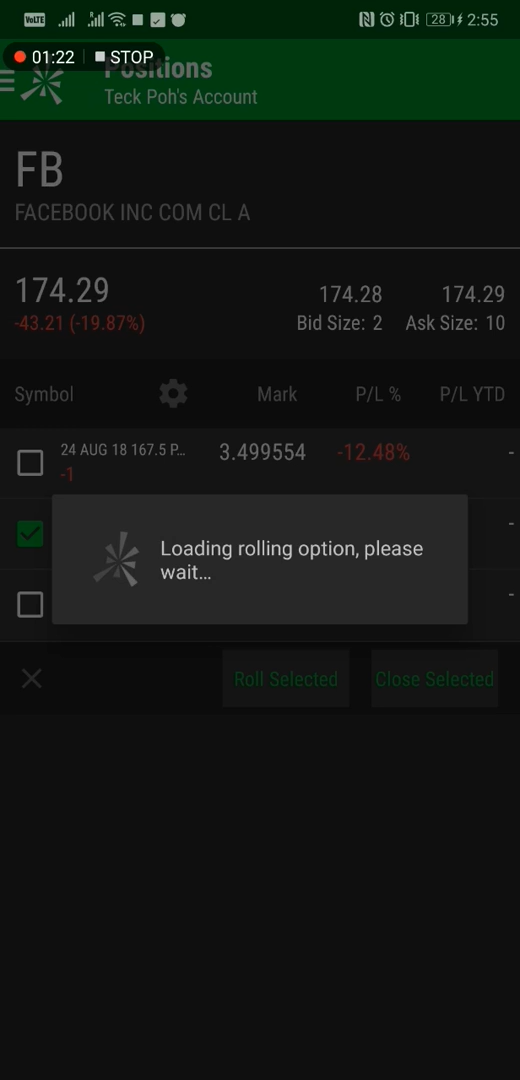 VoLTE 28 2:55
01:22 STOP
Positions
Teck Poh's Account
FB
FACEBOOK INC COM CL A
174.29 174.28 174.29
-43.21 (-19.87%) Bid Size: 2 Ask Size: 10
Symbol Mark P/L % P/L YTD
24 AUG 18 167.5 P... 3.499554 -12.48% -
-1
-
Loading rolling option, please
wait...
-
Roll Selected Close Selected